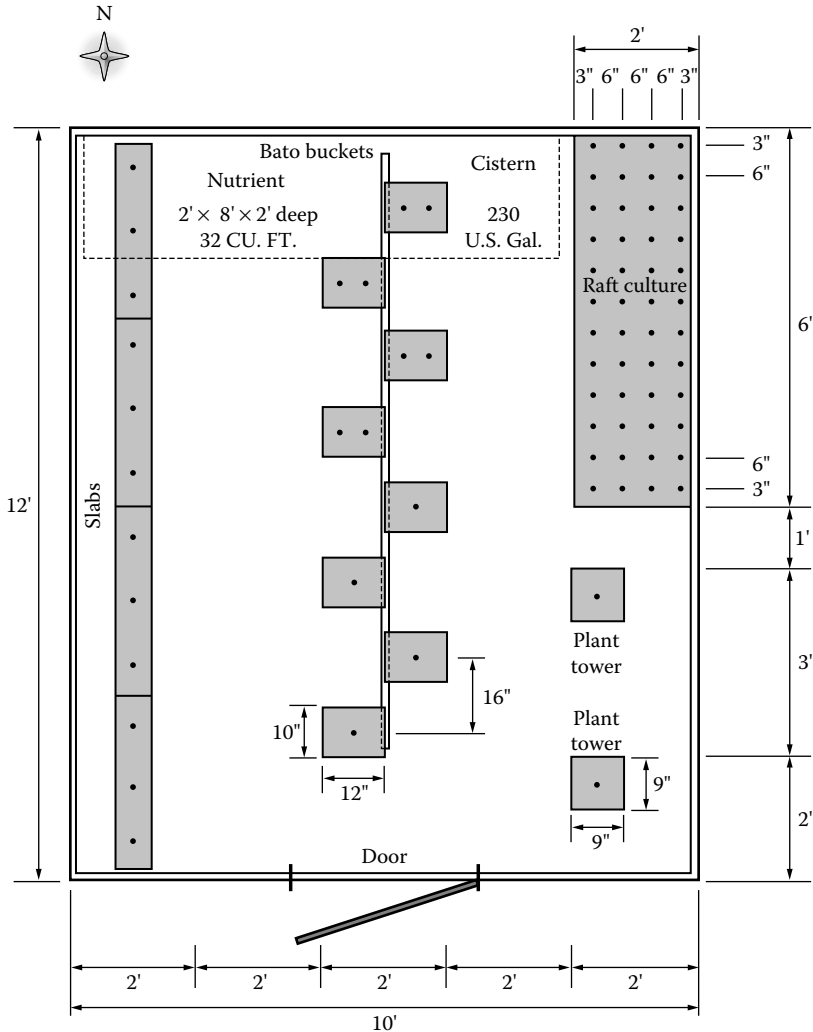 N
2'
3" 6" 6" 6" 3"
Bato buckets
Nutrient
Cistern
2' × 8' × 2' deep
32 CU. FT.
230
U.S. Gal.
3"
6"
Raft culture
6'
6"
3"
12'
Slabs
1'
Plant
tower
3'
16"
10"
Plant
tower
12"
9"
9"
2'
Door
2' 2' 2' 2' 2'
10'